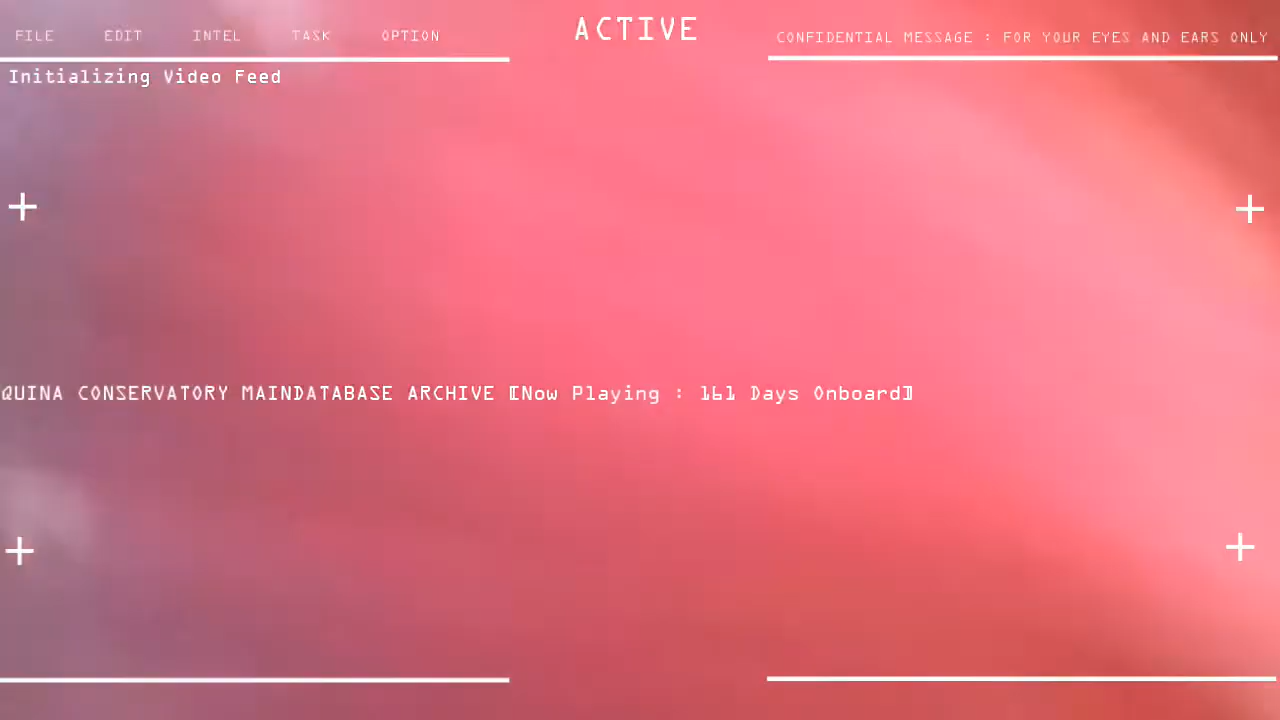 FILE EDIT INTEL TASK OPTION
ACTIVE
CONFIDENTIAL MESSAGE : FOR YOUR EYES AND EARS ONLY
Initializing Video Feed
QUINA CONSERVATORY MAINDATABASE ARCHIVE [Now Playing : 161 Days Onboard]